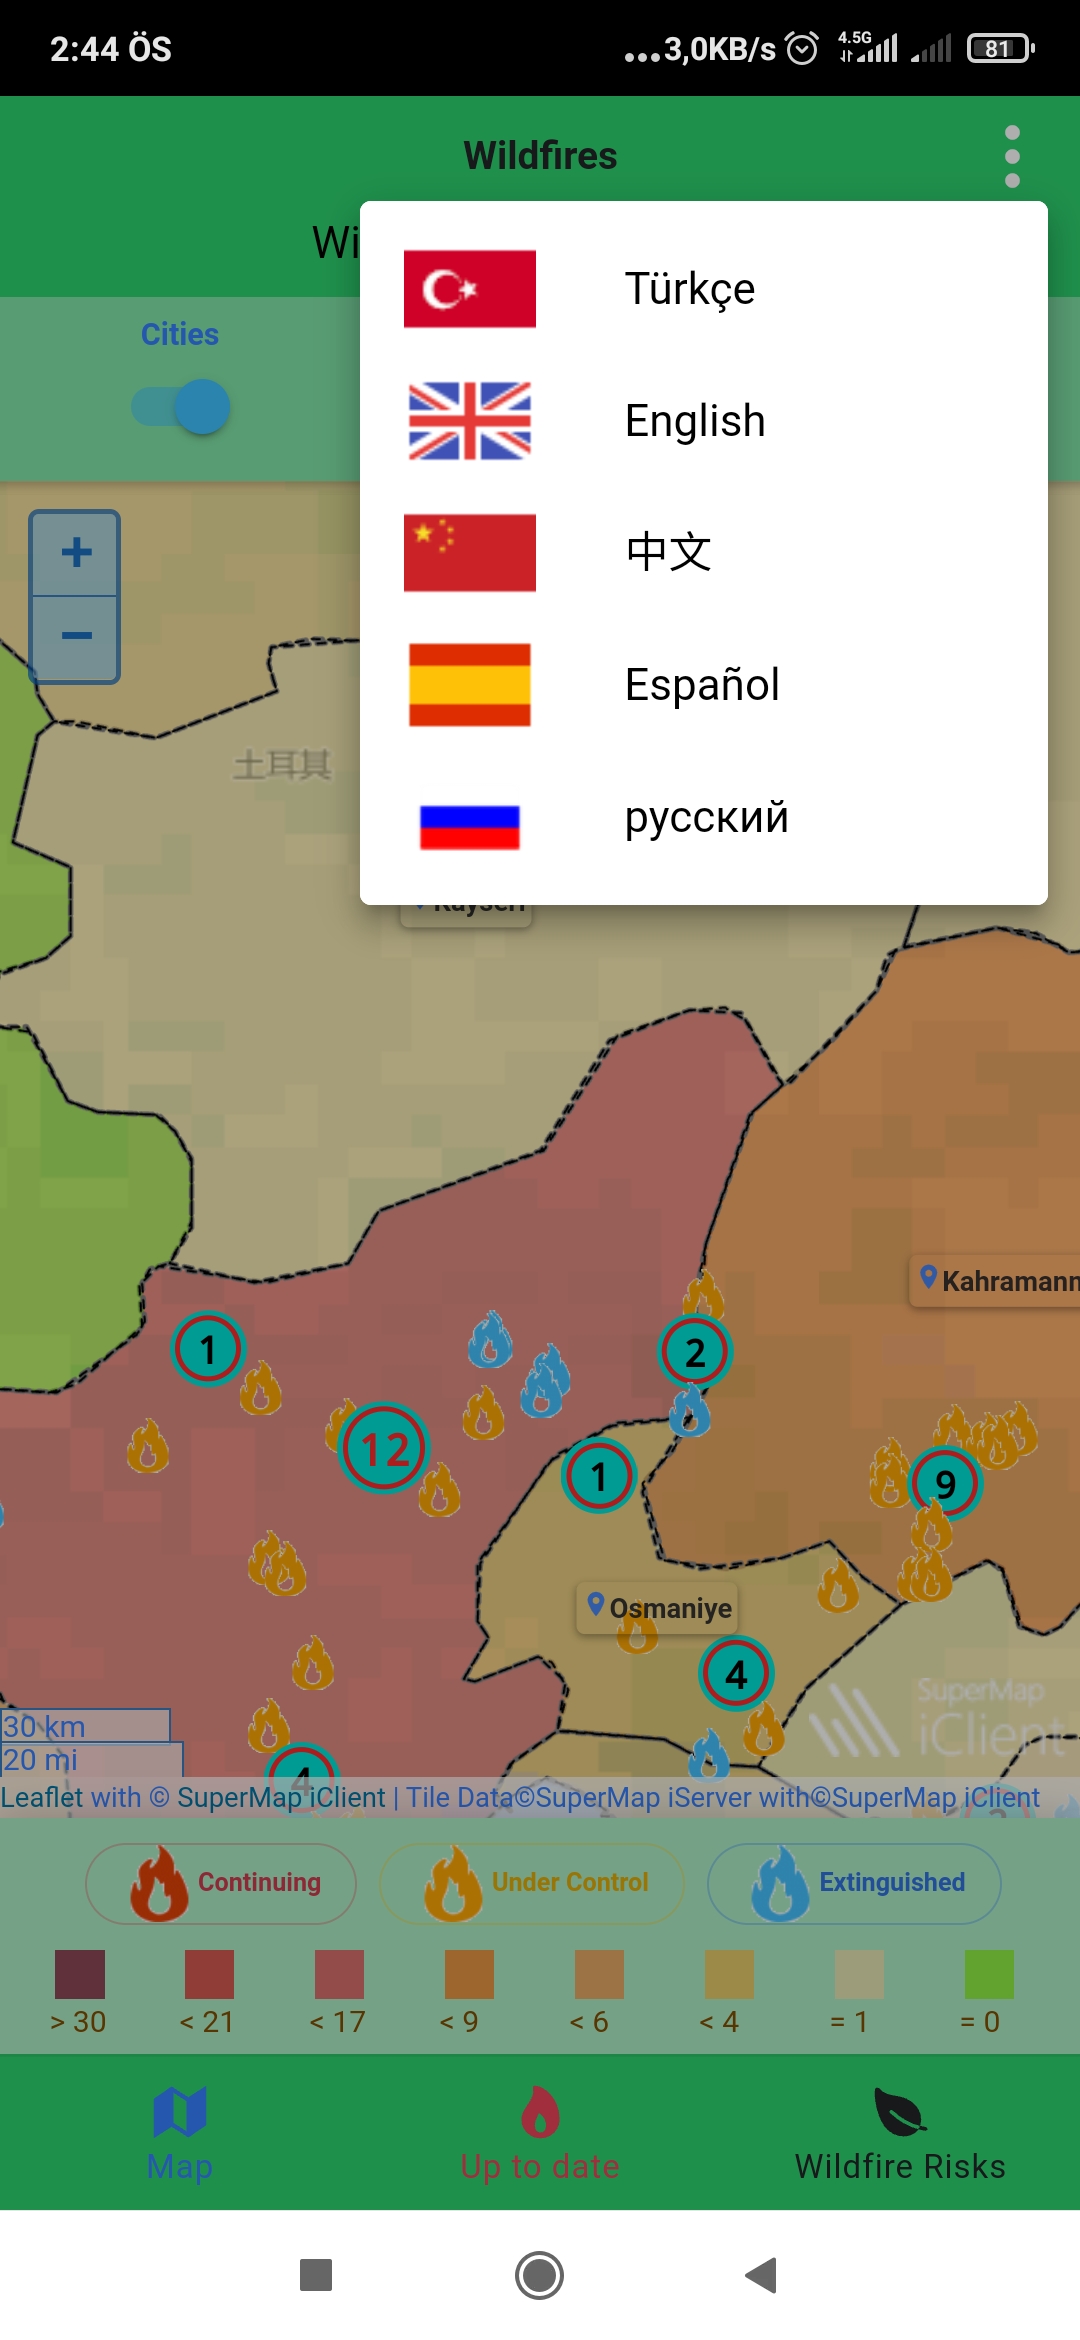 2:44 ÖS
...3,0KB/s 4.5G 81
Wildfires
Wi
Türkçe
English
中文
Español
русский
Cities
+
−
土耳其
Kayseri
Kahramann
1
2
12
1
9
Osmaniye
4
SuperMap
iClient
30 km
20 mi
4
Leaflet with © SuperMap iClient | Tile Data©SuperMap iServer with©SuperMap iClient
Continuing
Under Control
Extinguished
> 30
< 21
< 17
< 9
< 6
< 4
= 1
= 0
Map
Up to date
Wildfire Risks